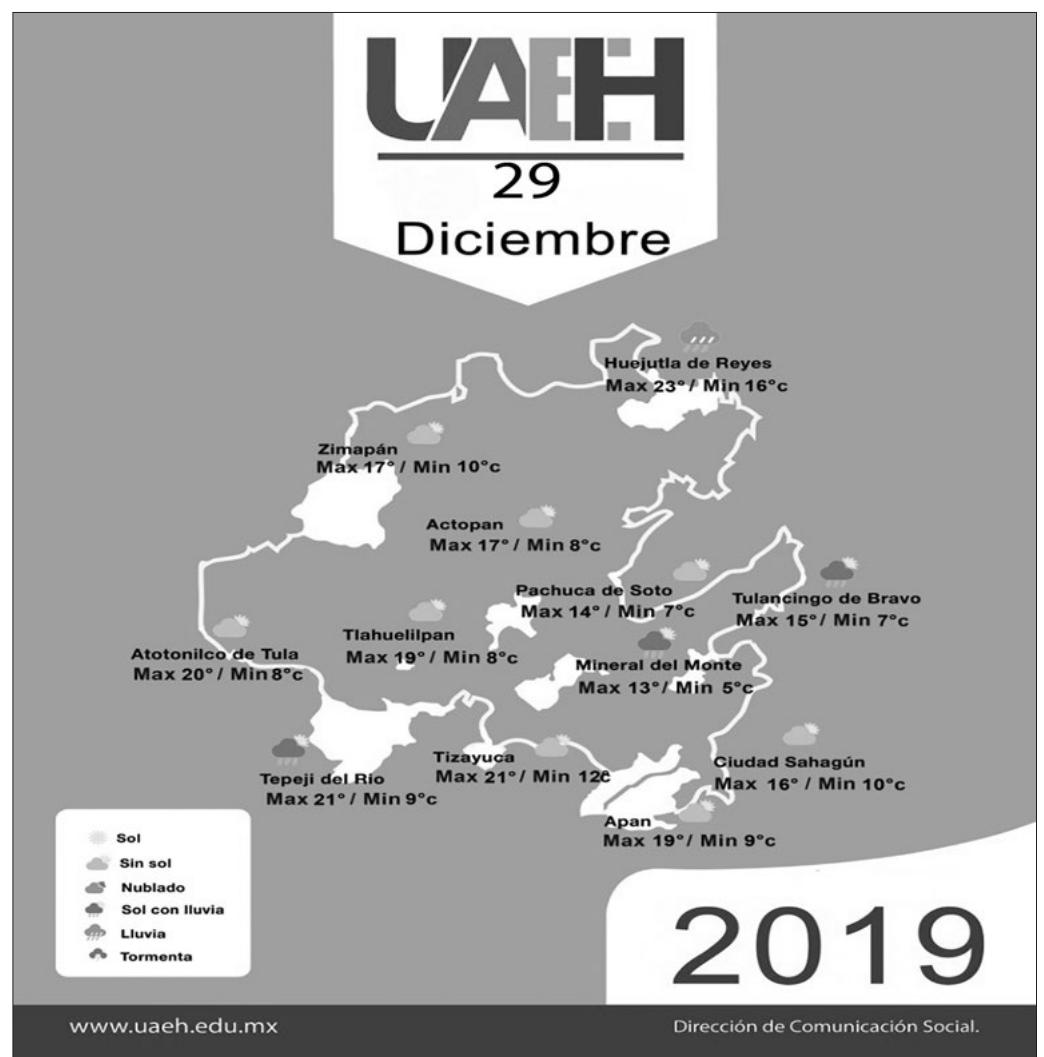 UAEH
29
Diciembre
Huejutla de Reyes
Max 23° / Min 16°c
Zimapán
Max 17° / Min 10°c
Actopan
Max 17° / Min 8°c
Pachuca de Soto
Max 14° / Min 7°c
Tulancingo de Bravo
Max 15° / Min 7°c
Tlahuelilpan
Max 19° / Min 8°c
Atotonilco de Tula
Max 20° / Min 8°c
Mineral del Monte
Max 13° / Min 5°c
Tizayuca
Max 21° / Min 12c
Ciudad Sahagún
Max 16° / Min 10°c
Tepeji del Rio
Max 21° / Min 9°c
Apan
Max 19° / Min 9°c
Sol
Sin sol
Nublado
Sol con lluvia
Lluvia
Tormenta
2019
www.uaeh.edu.mx
Dirección de Comunicación Social.